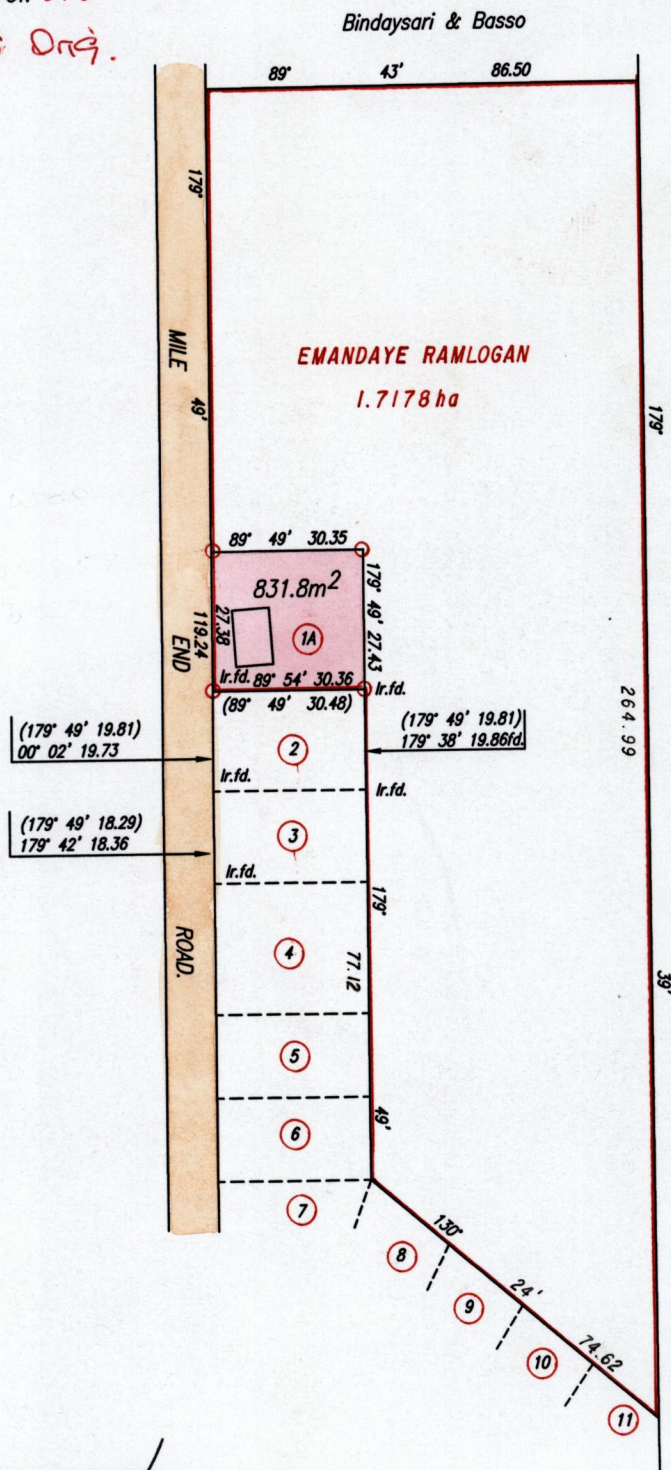 Drg.
Bindaysari & Basso
89° 43' 86.50
179°
MILE
EMANDAYE RAMLOGAN
1.7178ha
49'
179°
89° 49' 30.35
831.8m²
179° 49' 27.43
119.24
27.38
1A
END
Ir.fd. 89° 54' 30.36 Ir.fd.
(89° 49' 30.48)
264.99
(179° 49' 19.81)
00° 02' 19.73
(179° 49' 19.81)
179° 38' 19.86fd.
2
Ir.fd. Ir.fd.
(179° 49' 18.29)
179° 42' 18.36
3
Ir.fd.
179°
ROAD.
4
77.12
39'
5
49'
6
7
130°
8
24'
9
74.62
10
11